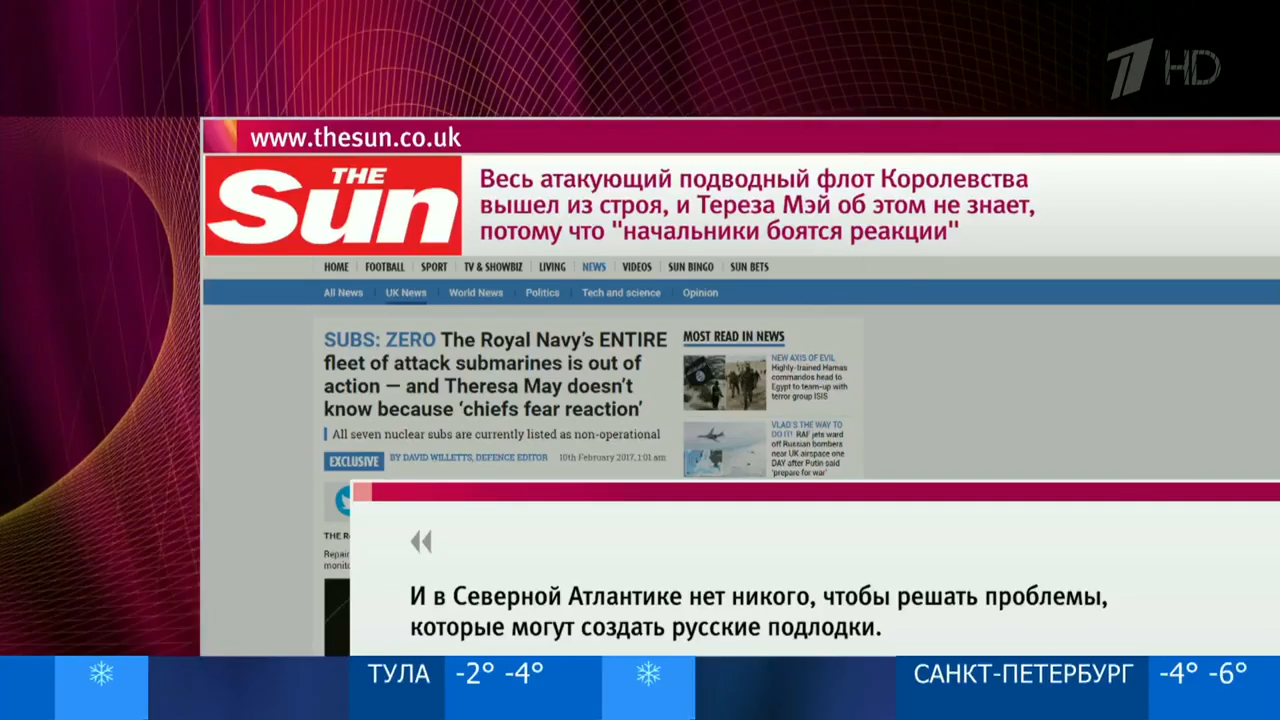 1 HD
www.thesun.co.uk
THE
Sun
Весь атакующий подводный флот Королевства
вышел из строя, и Тереза Мэй об этом не знает,
потому что "начальники боятся реакции"
HOME FOOTBALL SPORT TV & SHOWBIZ LIVING NEWS VIDEOS SUN BINGO SUN BETS
All News UK News World News Politics Tech and science Opinion
SUBS: ZERO The Royal Navy's ENTIRE
fleet of attack submarines is out of
action — and Theresa May doesn't
know because 'chiefs fear reaction'
All seven nuclear subs are currently listed as non-operational
EXCLUSIVE BY DAVID WILLETTS, DEFENCE EDITOR 10th February 2017, 1:01 am
MOST READ IN NEWS
NEW AXIS OF EVIL
Highly-trained Hamas
commandos head to
Egypt to team-up with
terror group ISIS
VLAD'S THE WAY TO
DO IT! RAF jets ward
off Russian bombers
near UK airspace one
DAY after Putin said
'prepare for war'
THE
И в Северной Атлантике нет никого, чтобы решать проблемы,
которые могут создать русские подлодки.
ТУЛА -2° -4° САНКТ-ПЕТЕРБУРГ -4° -6°